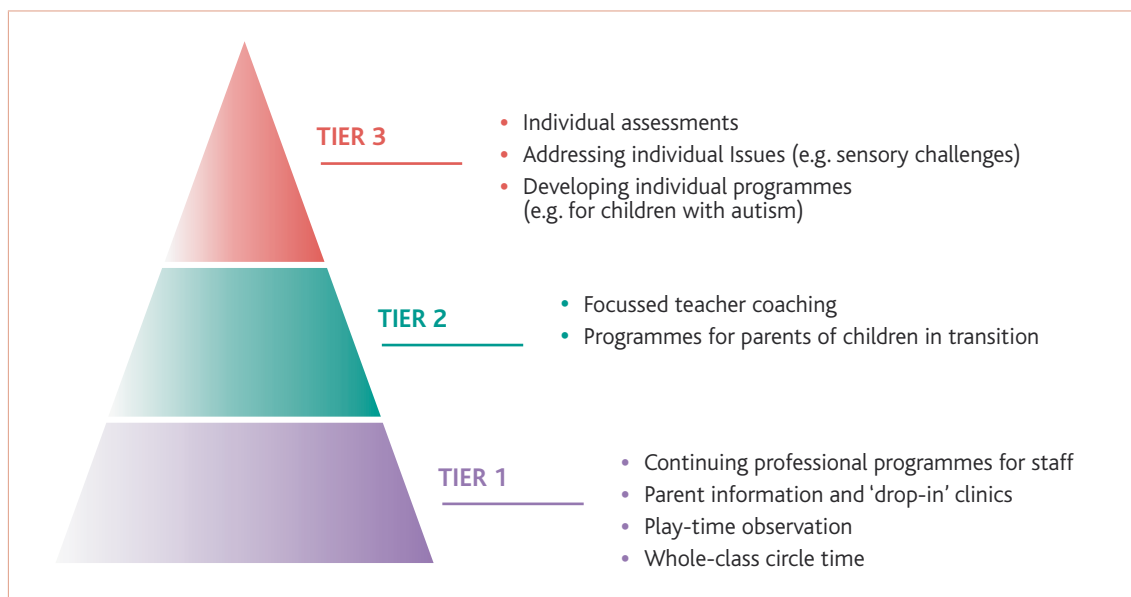 TIER 3
• Individual assessments
• Addressing individual Issues (e.g. sensory challenges)
• Developing individual programmes
(e.g. for children with autism)
TIER 2
• Focussed teacher coaching
• Programmes for parents of children in transition
TIER 1
• Continuing professional programmes for staff
• Parent information and ‘drop-in’ clinics
• Play-time observation
• Whole-class circle time